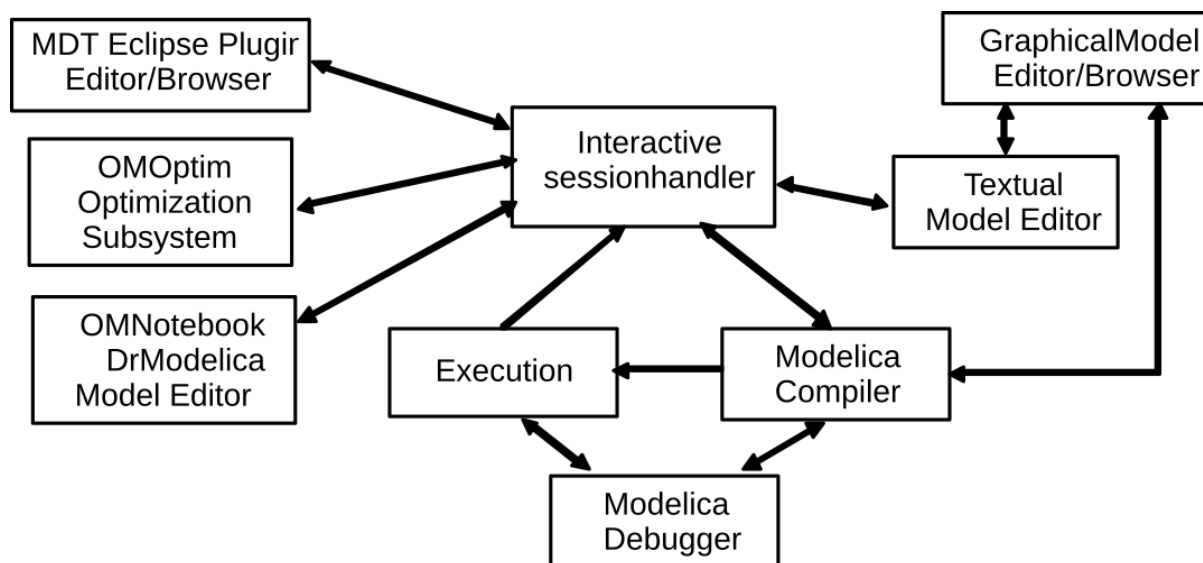 MDT Eclipse Plugin
Editor/Browser
GraphicalModel
Editor/Browser
Interactive
sessionhandler
OMOptim
Optimization
Subsystem
Textual
Model Editor
OMNotebook
DrModelica
Model Editor
Execution
Modelica
Compiler
Modelica
Debugger